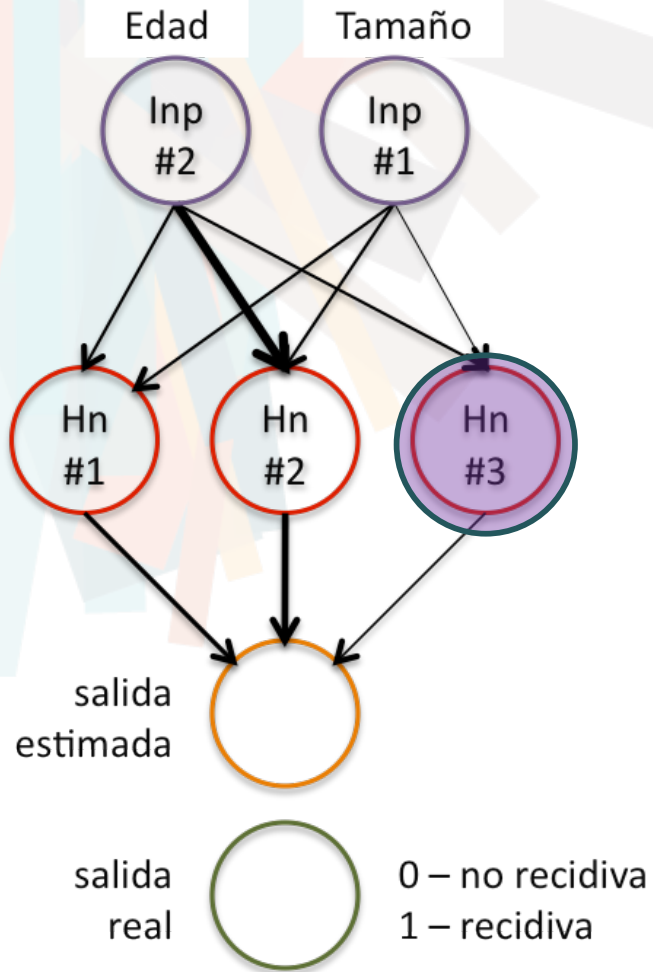 Edad
Tamaño
Inp
#2
Inp
#1
Hn
#1
Hn
#2
Hn
#3
salida
estimada
salida
real
0 – no recidiva
1 – recidiva